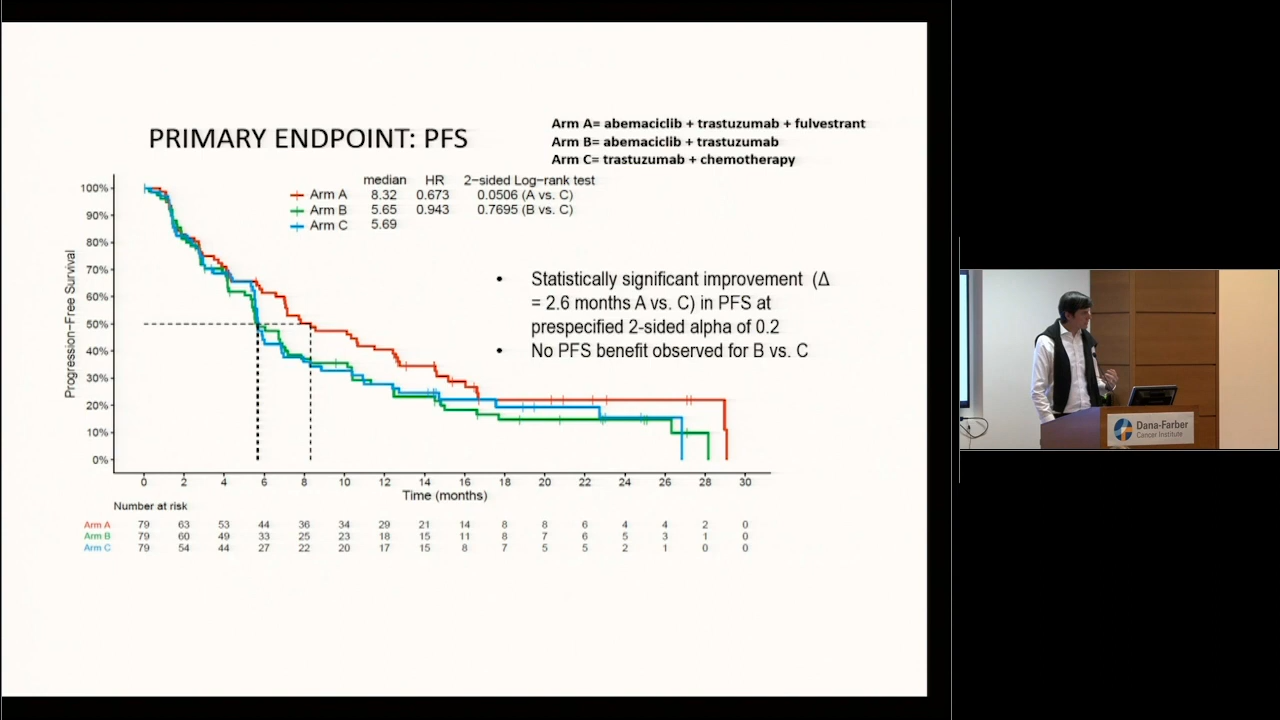 PRIMARY ENDPOINT: PFS
Arm A= abemaciclib + trastuzumab + fulvestrant
Arm B= abemaciclib + trastuzumab
Arm C= trastuzumab + chemotherapy
median HR 2−sided Log−rank test
Arm A 8.32 0.673 0.0506 (A vs. C)
Arm B 5.65 0.943 0.7695 (B vs. C)
Arm C 5.69
Progression−Free Survival
100%
90%
80%
70%
60%
50%
40%
30%
20%
10%
0%
• Statistically significant improvement (Δ
= 2.6 months A vs. C) in PFS at
prespecified 2-sided alpha of 0.2
• No PFS benefit observed for B vs. C
0 2 4 6 8 10 12 14 16 18 20 22 24 26 28 30
Time (months)
Number at risk
Arm A 79 63 53 44 36 34 29 21 14 8 8 6 4 4 2 0
Arm B 79 60 49 33 25 23 18 15 11 8 7 6 5 3 1 0
Arm C 79 54 44 27 22 20 17 15 8 7 5 5 2 1 0 0
Dana-Farber
Cancer Institute